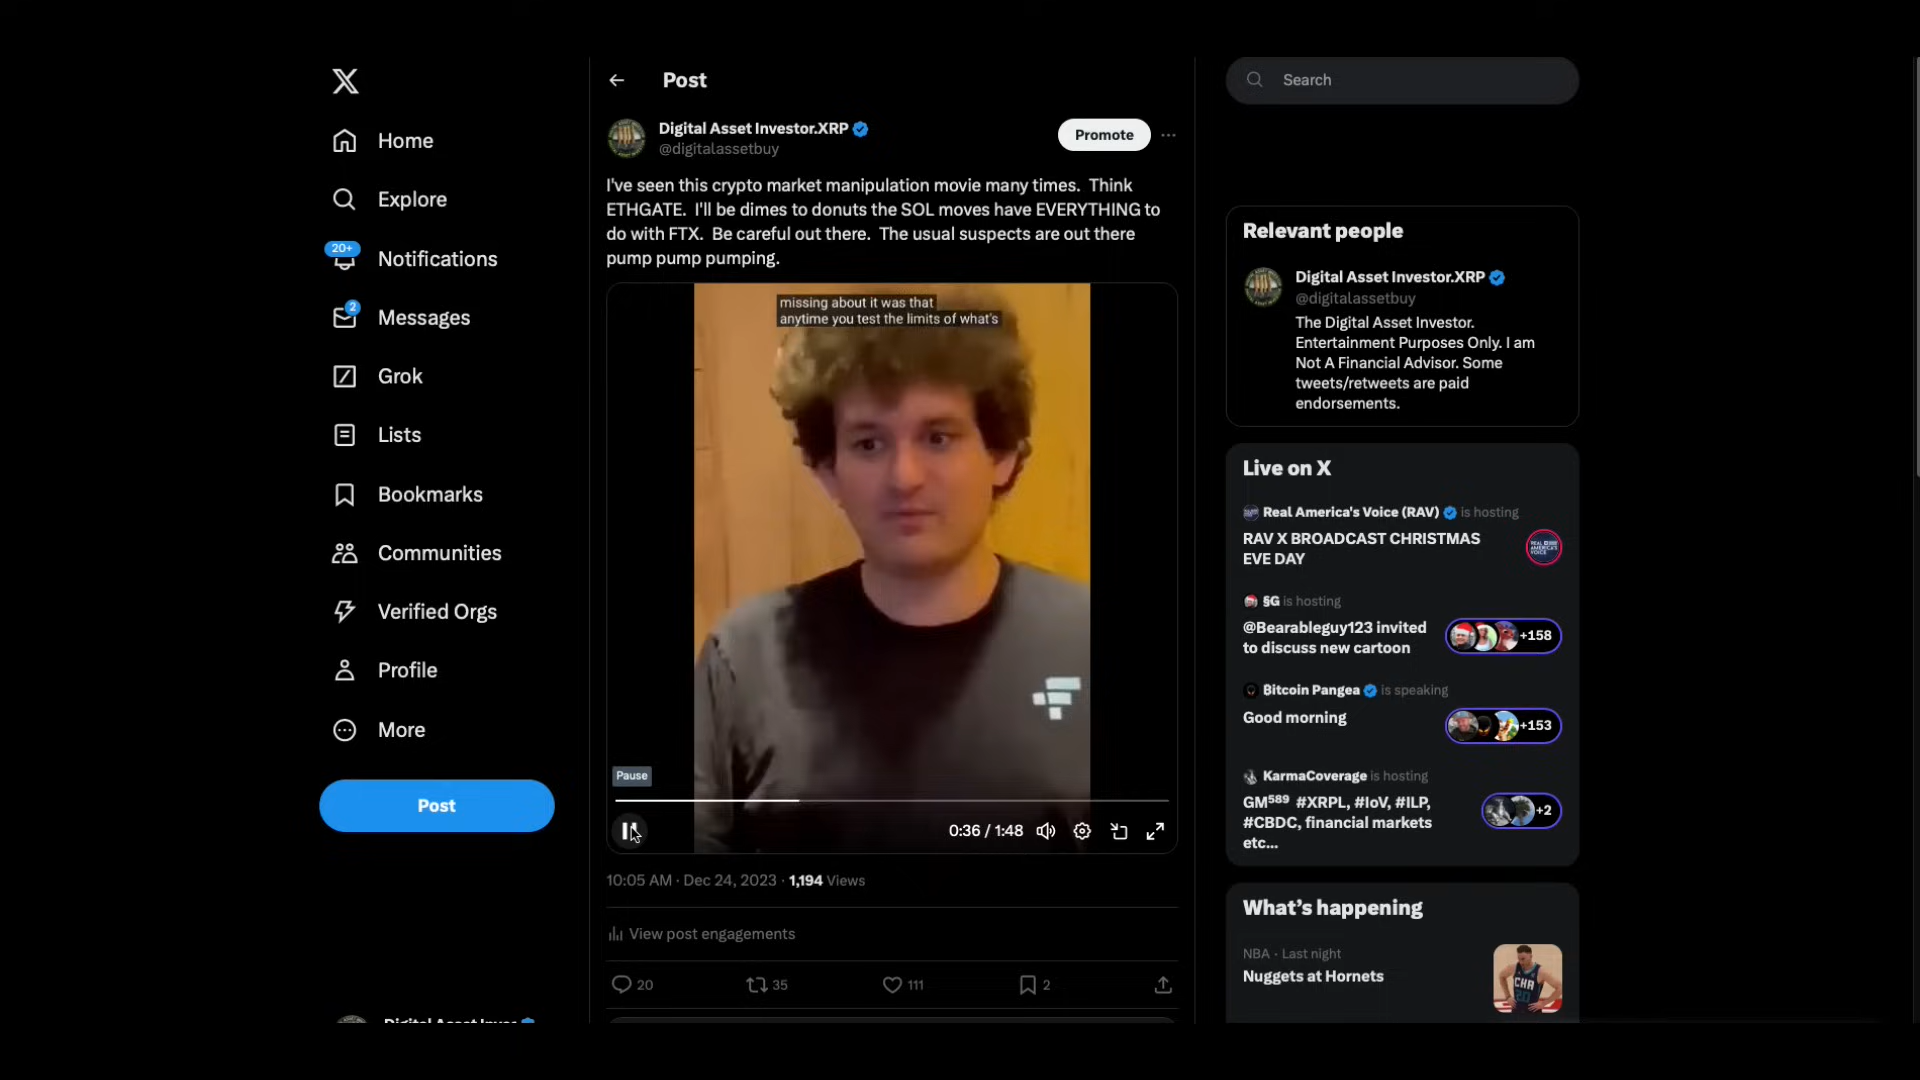 Post
Search
Home
Explore
20+
Notifications
2
Messages
Grok
Lists
Bookmarks
Communities
Verified Orgs
Profile
More
Post
Digital Asset Investor.XRP
@digitalassetbuy
Promote
I've seen this crypto market manipulation movie many times. Think
ETHGATE. I'll be dimes to donuts the SOL moves have EVERYTHING to
do with FTX. Be careful out there. The usual suspects are out there
pump pump pumping.
missing about it was that
anytime you test the limits of what's
Pause
0:36 / 1:48
10:05 AM · Dec 24, 2023 · 1,194 Views
View post engagements
20
35
111
2
Relevant people
Digital Asset Investor.XRP
@digitalassetbuy
The Digital Asset Investor.
Entertainment Purposes Only. I am
Not A Financial Advisor. Some
tweets/retweets are paid
endorsements.
Live on X
Real America's Voice (RAV) is hosting
RAV X BROADCAST CHRISTMAS
EVE DAY
§G is hosting
@Bearableguy123 invited
to discuss new cartoon
+158
₿itcoin Pangea is speaking
Good morning
+153
KarmaCoverage is hosting
GM⁵⁸⁹ #XRPL, #IoV, #ILP,
#CBDC, financial markets
etc...
+2
What's happening
NBA · Last night
Nuggets at Hornets